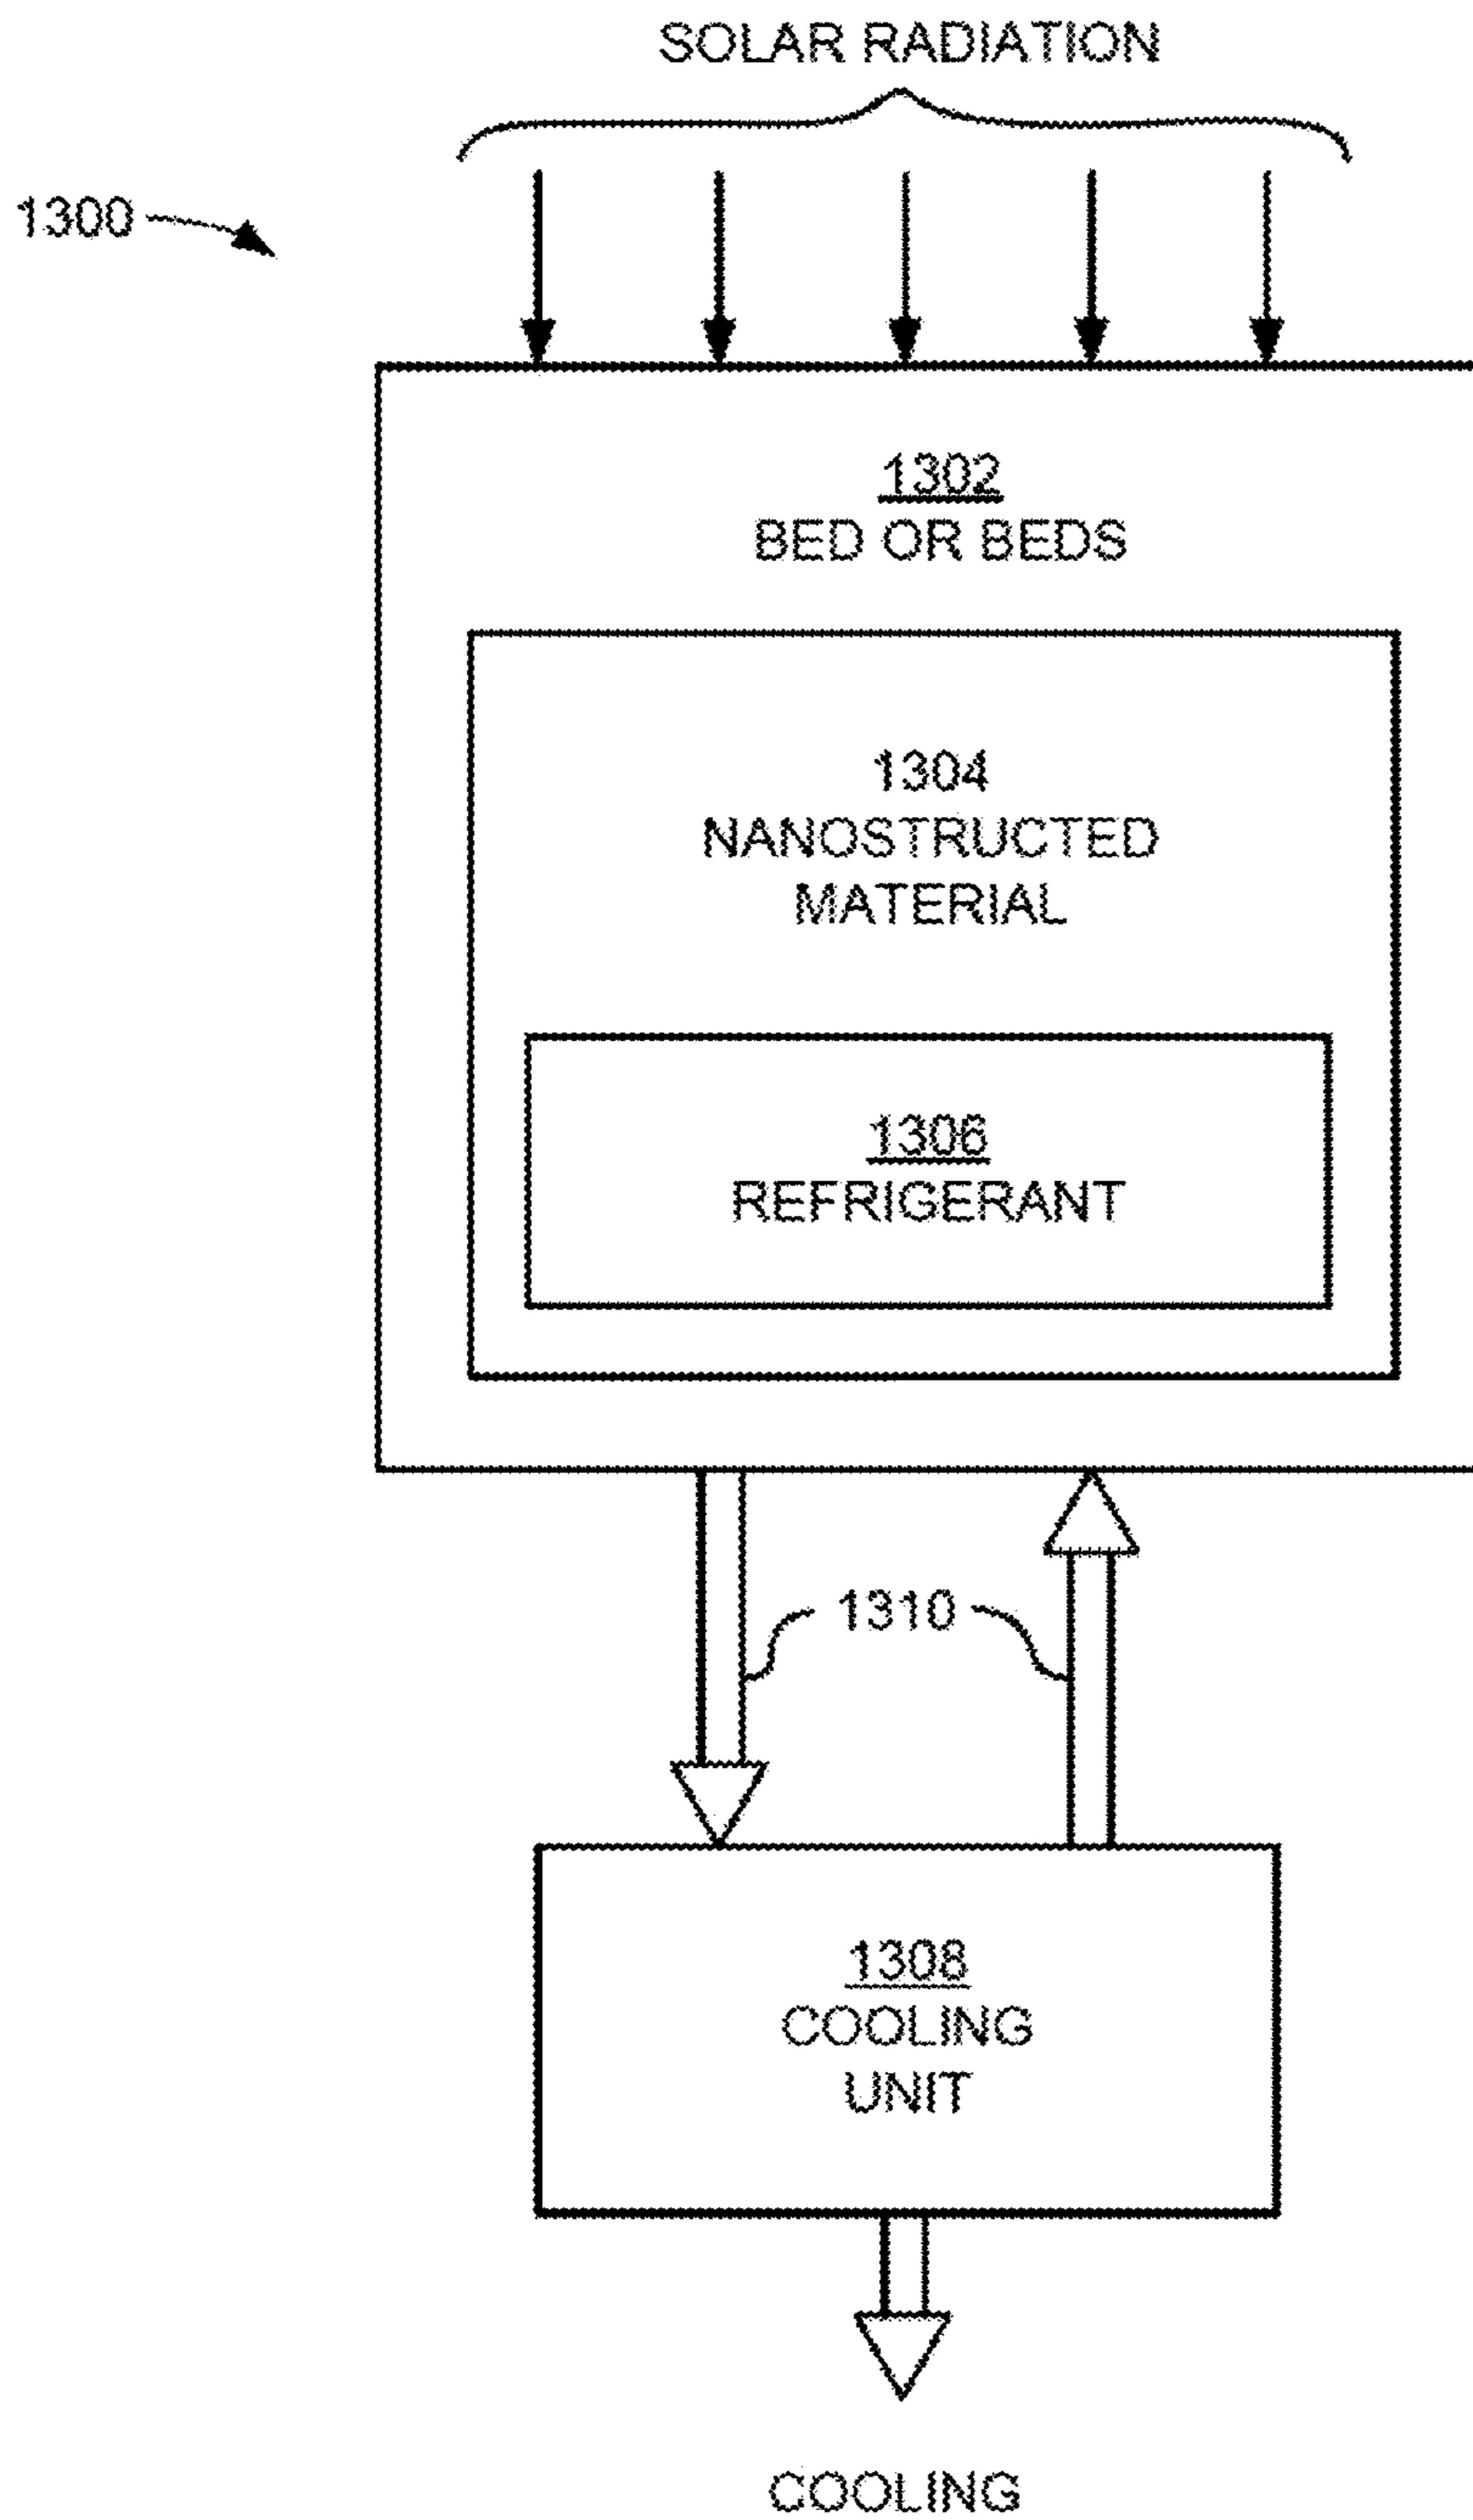 SOLAR RADIATION
1300
1302
BED OR BEDS
1304
NANOSTRUCTED
MATERIAL
1306
REFRIGERANT
1310
1308
COOLING
UNIT
COOLING